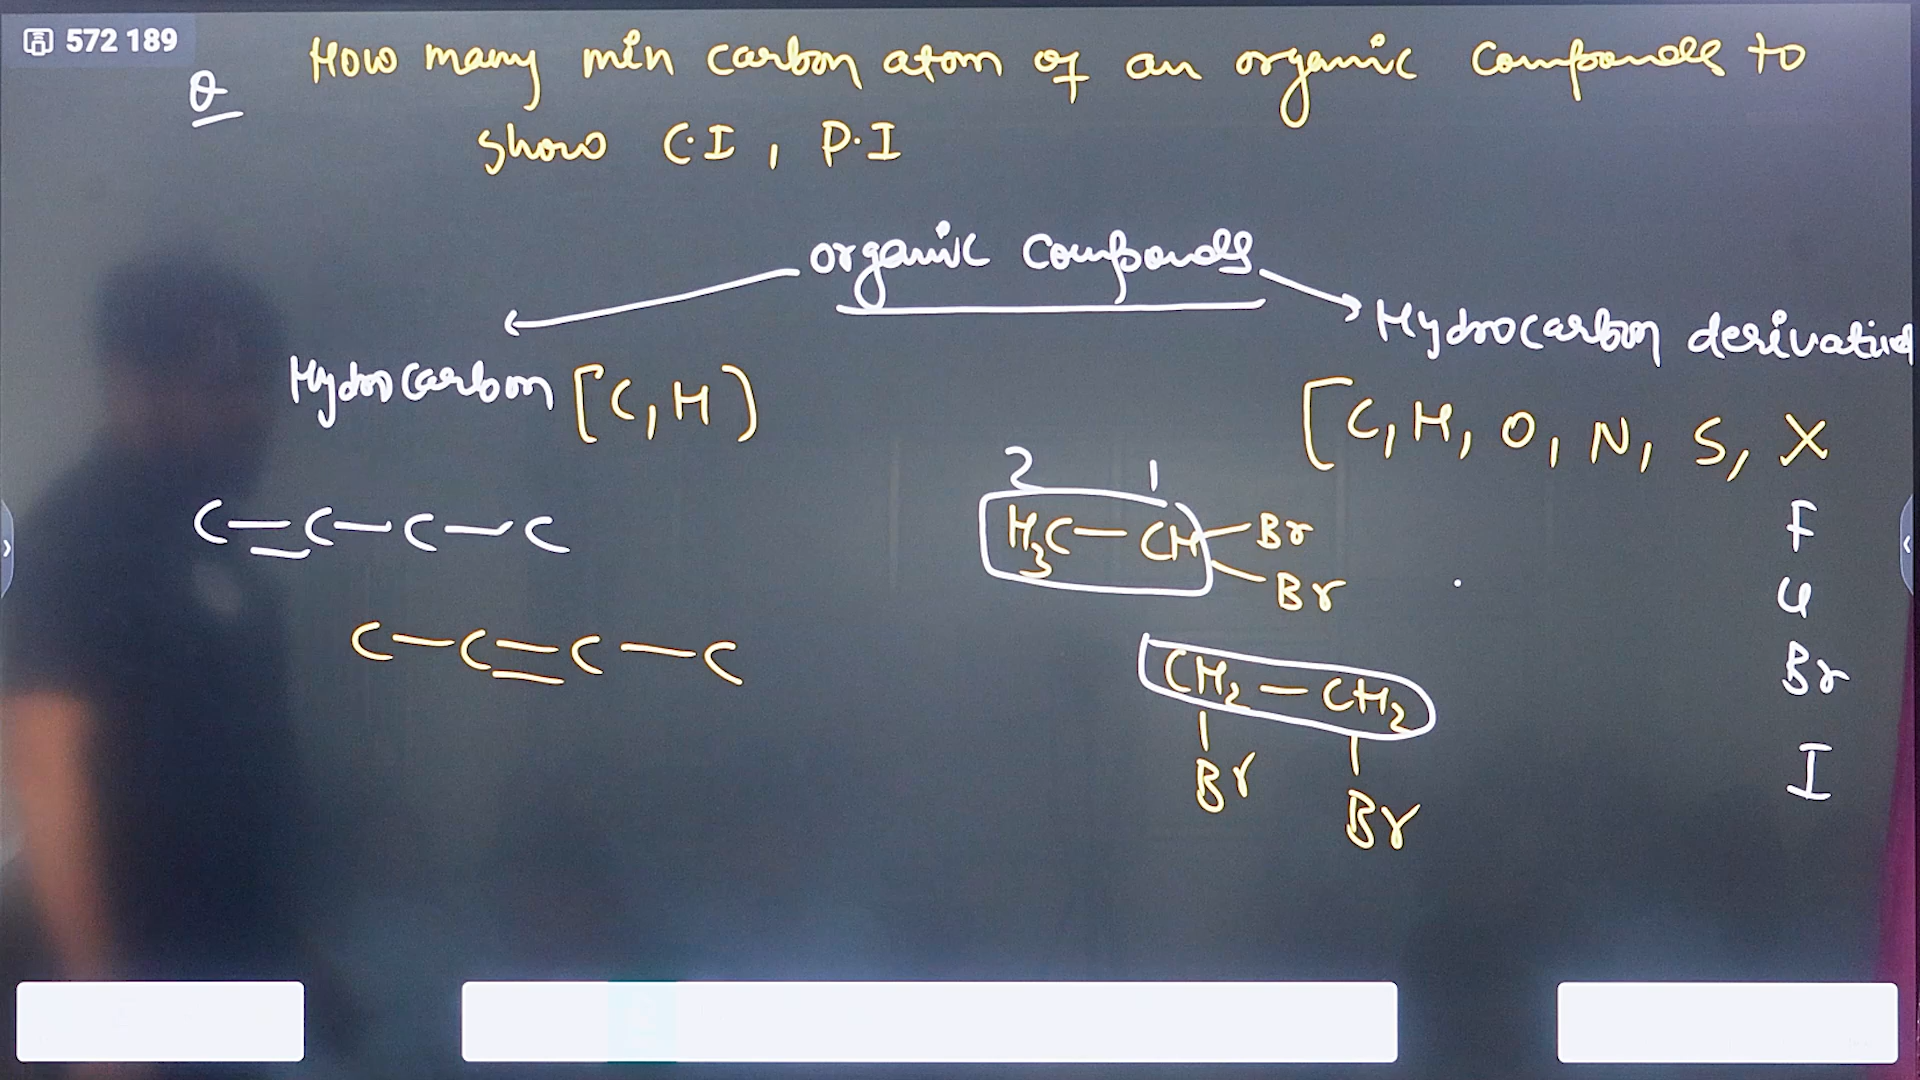 572 189
Q How many min carbon atom of an organic compounds to
show C.I, P.I
organic compounds
Hydrocarbon [C, H)
Hydrocarbon derivative
[C, H, O, N, S, X
F
Cl
Br
I
C=C-C-C
C-C=C-C
2 1
H3C-CH-Br
Br
CH2-CH2
Br Br